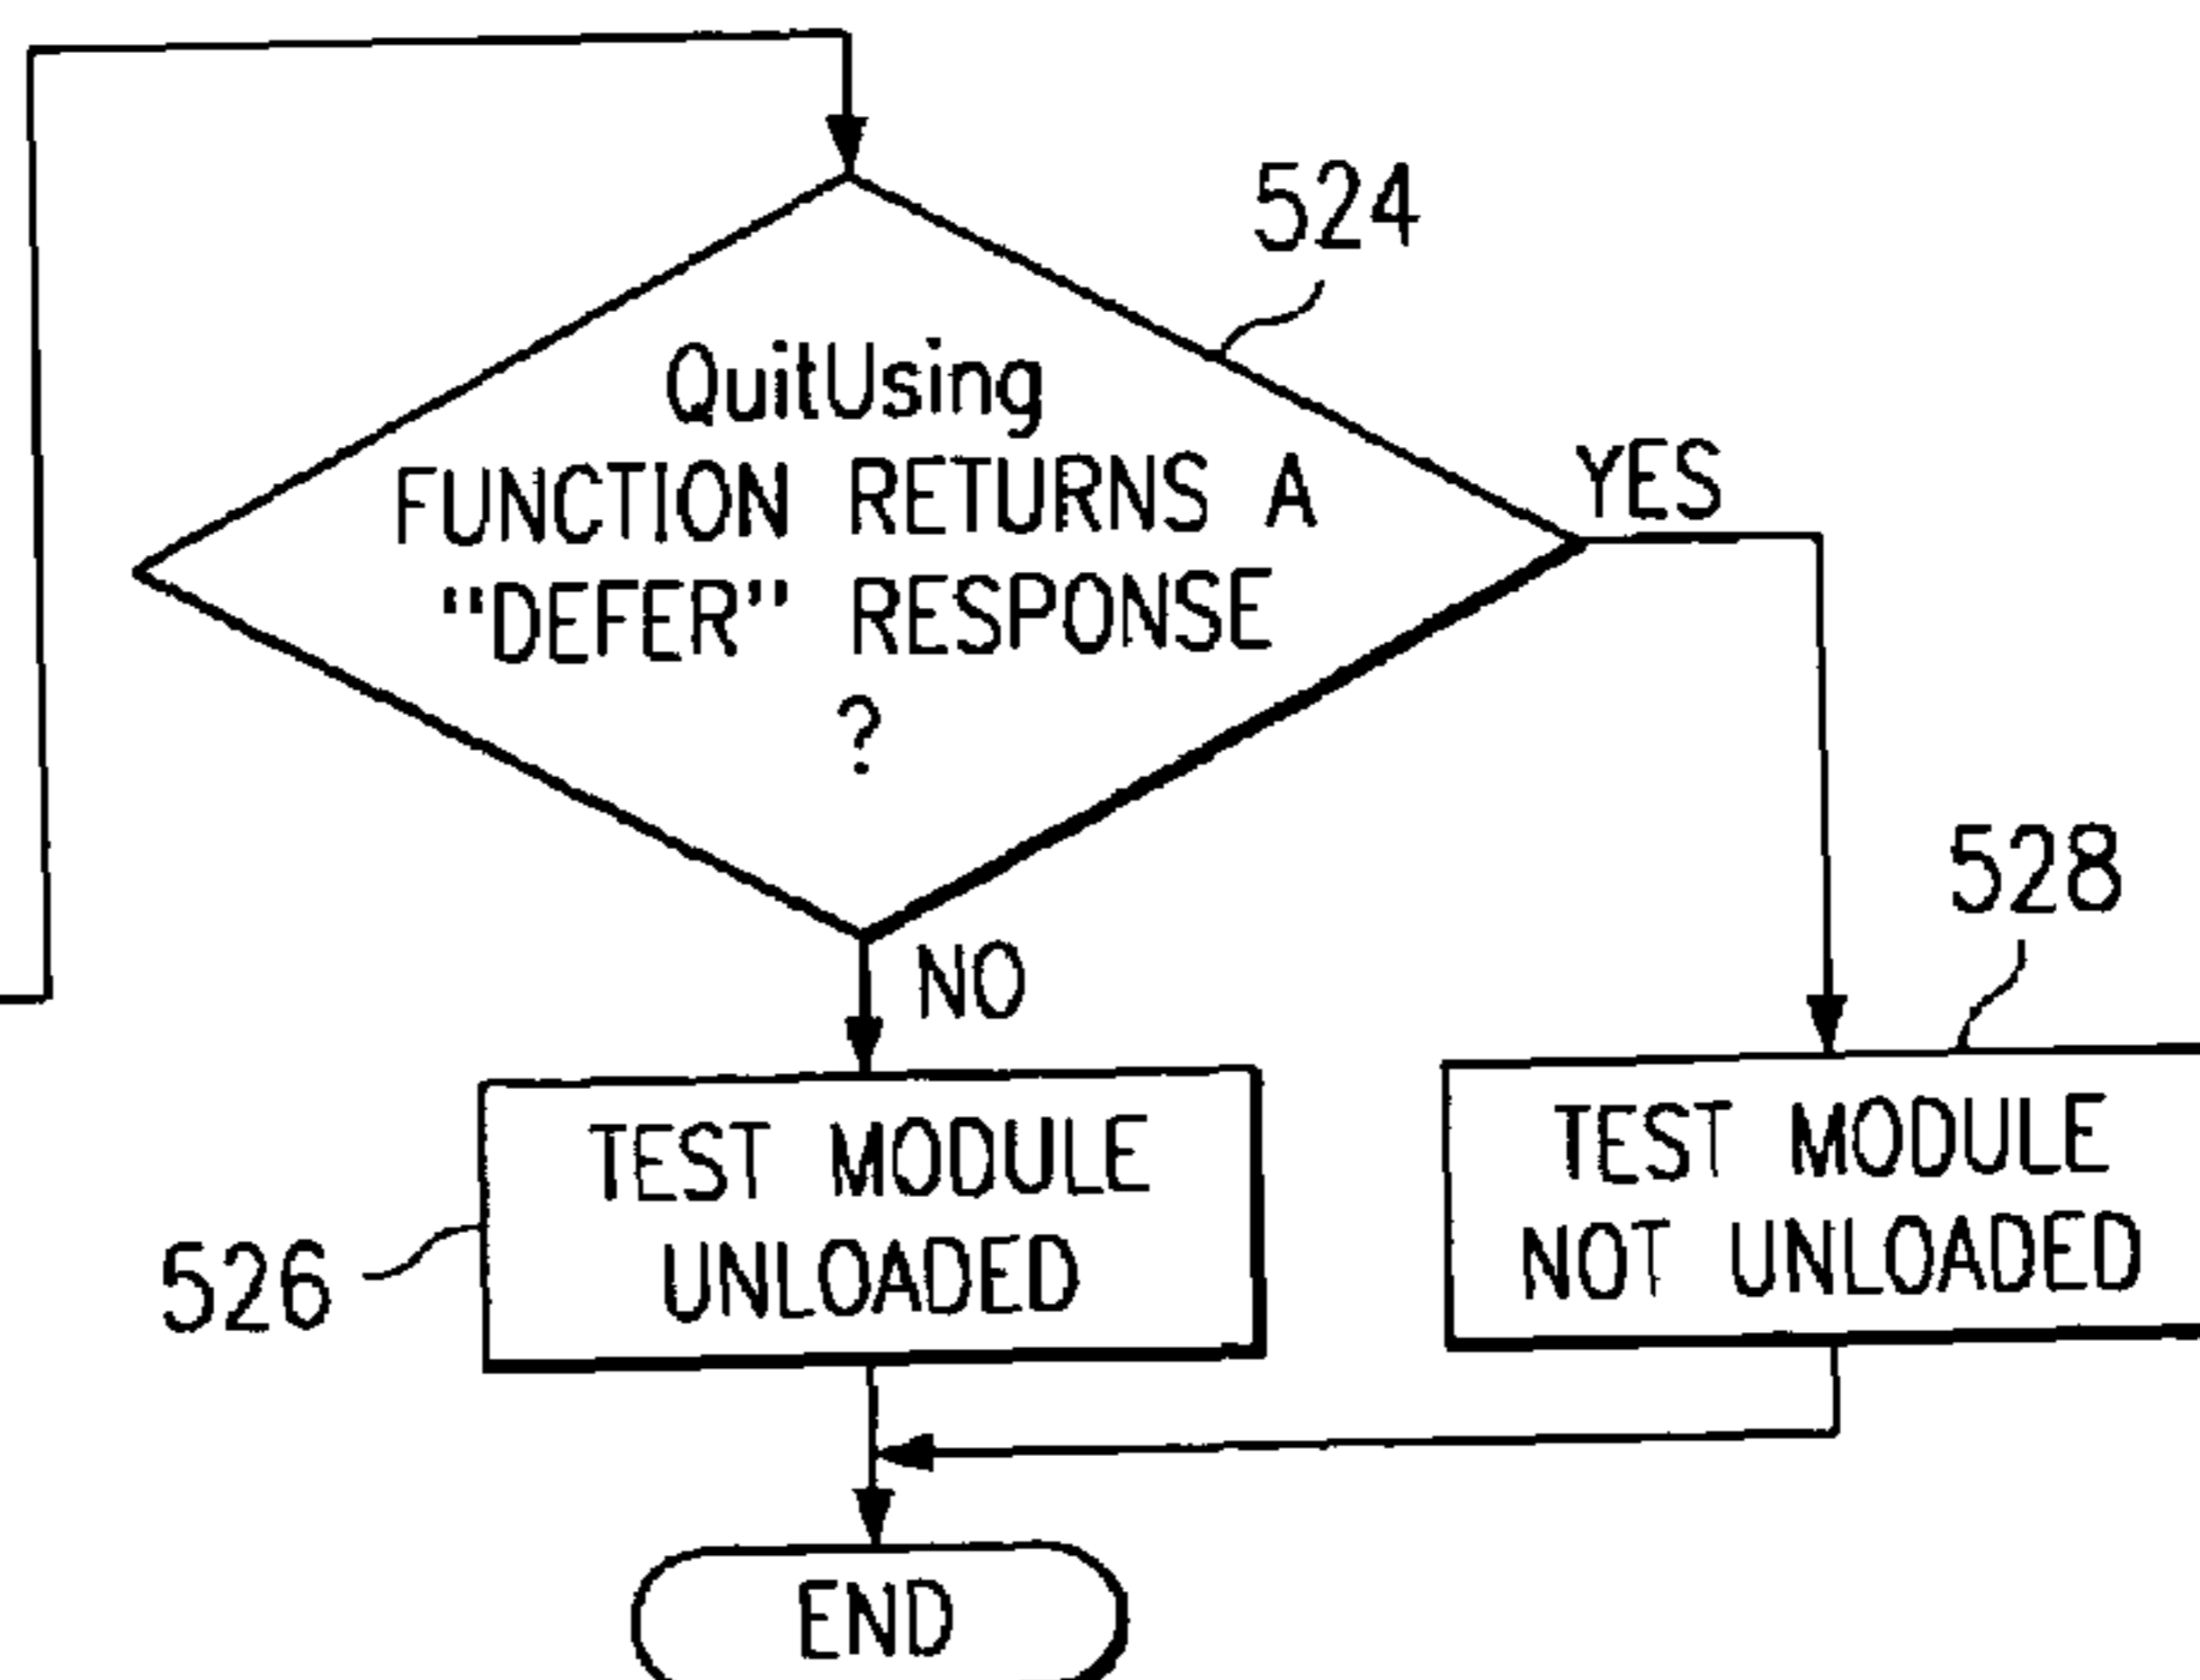 524
QuitUsing
FUNCTION RETURNS A
"DEFER" RESPONSE
?
YES
NO
528
TEST MODULE
UNLOADED
526
TEST MODULE
NOT UNLOADED
END